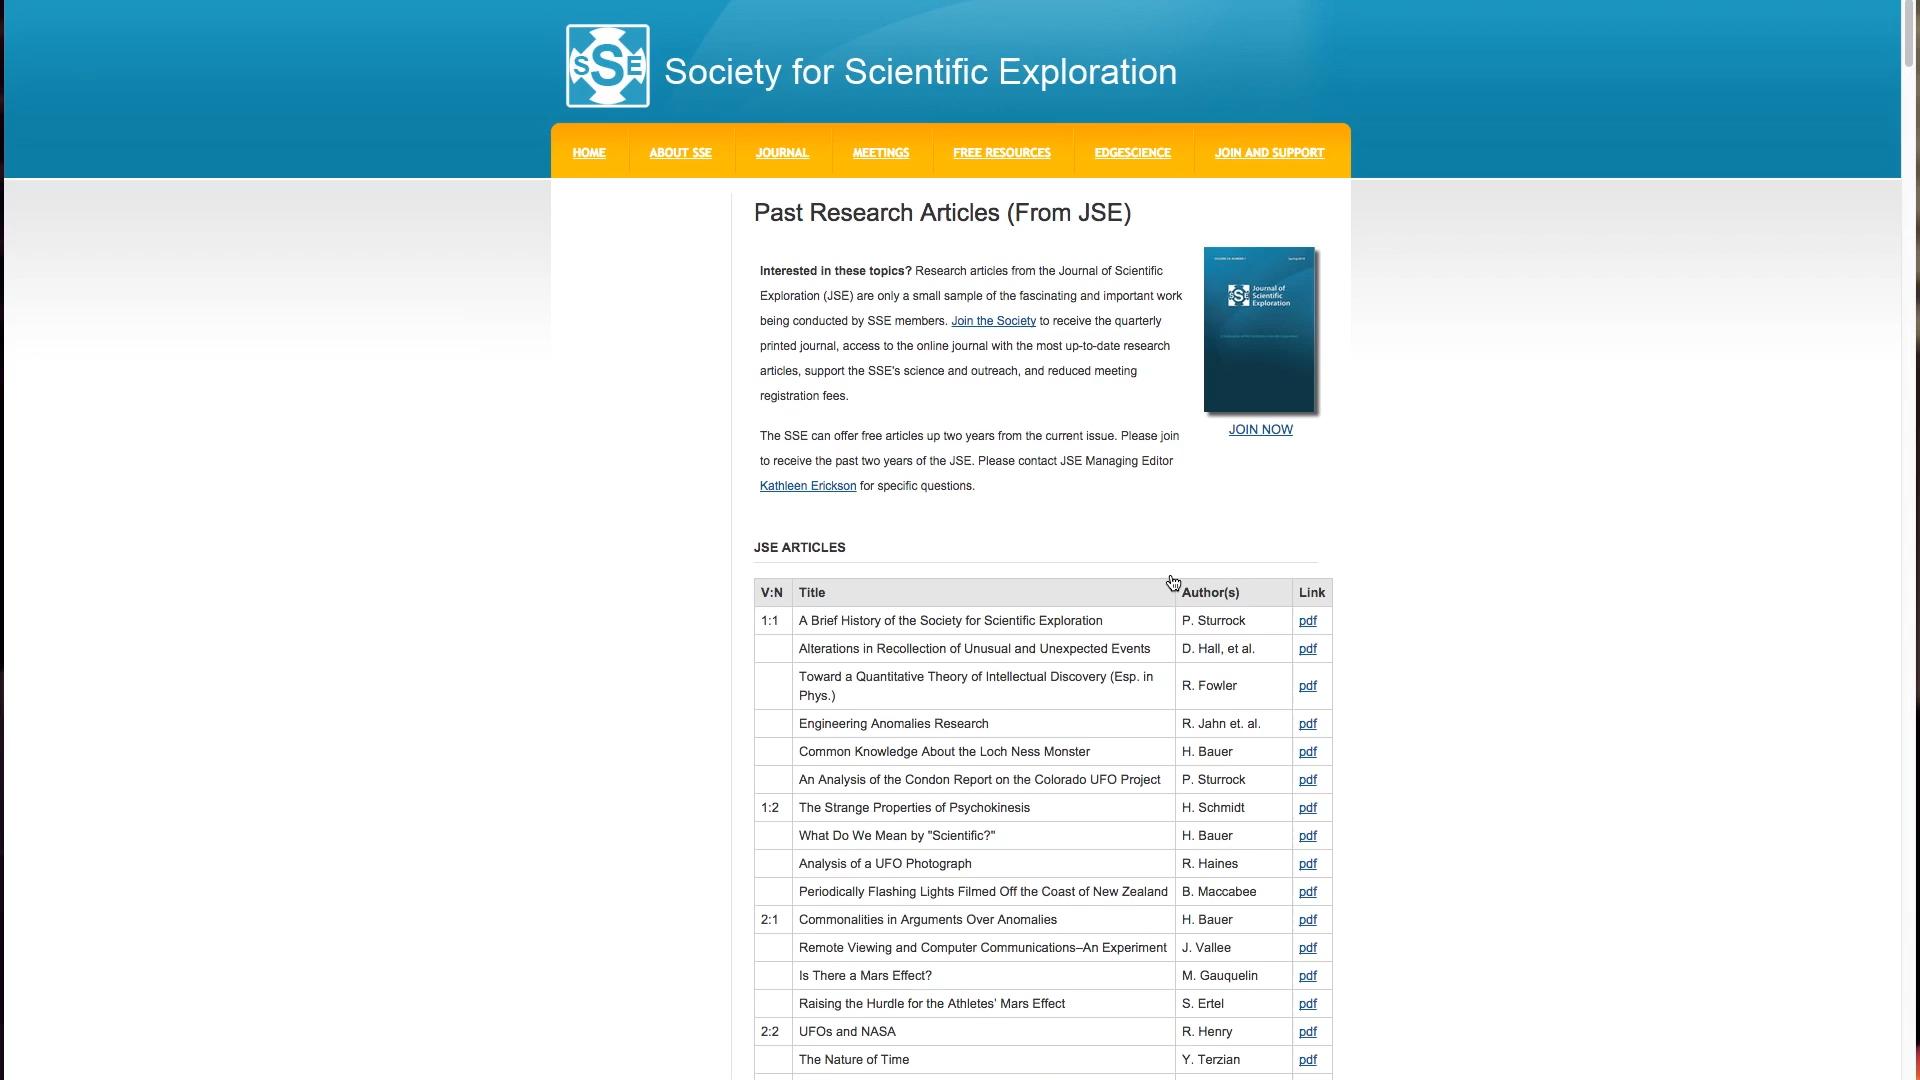 SSE
Society for Scientific Exploration
HOME ABOUT SSE JOURNAL MEETINGS FREE RESOURCES EDGESCIENCE JOIN AND SUPPORT
Past Research Articles (From JSE)
Interested in these topics? Research articles from the Journal of Scientific
Exploration (JSE) are only a small sample of the fascinating and important work
being conducted by SSE members. Join the Society to receive the quarterly
printed journal, access to the online journal with the most up-to-date research
articles, support the SSE's science and outreach, and reduced meeting
registration fees.
The SSE can offer free articles up two years from the current issue. Please join
to receive the past two years of the JSE. Please contact JSE Managing Editor
Kathleen Erickson for specific questions.
SSE
Journal of
Scientific
Exploration
JOIN NOW
JSE ARTICLES
V:N Title Author(s) Link
1:1 A Brief History of the Society for Scientific Exploration P. Sturrock pdf
Alterations in Recollection of Unusual and Unexpected Events D. Hall, et al. pdf
Toward a Quantitative Theory of Intellectual Discovery (Esp. in
Phys.) R. Fowler pdf
Engineering Anomalies Research R. Jahn et. al. pdf
Common Knowledge About the Loch Ness Monster H. Bauer pdf
An Analysis of the Condon Report on the Colorado UFO Project P. Sturrock pdf
1:2 The Strange Properties of Psychokinesis H. Schmidt pdf
What Do We Mean by "Scientific?" H. Bauer pdf
Analysis of a UFO Photograph R. Haines pdf
Periodically Flashing Lights Filmed Off the Coast of New Zealand B. Maccabee pdf
2:1 Commonalities in Arguments Over Anomalies H. Bauer pdf
Remote Viewing and Computer Communications–An Experiment J. Vallee pdf
Is There a Mars Effect? M. Gauquelin pdf
Raising the Hurdle for the Athletes' Mars Effect S. Ertel pdf
2:2 UFOs and NASA R. Henry pdf
The Nature of Time Y. Terzian pdf